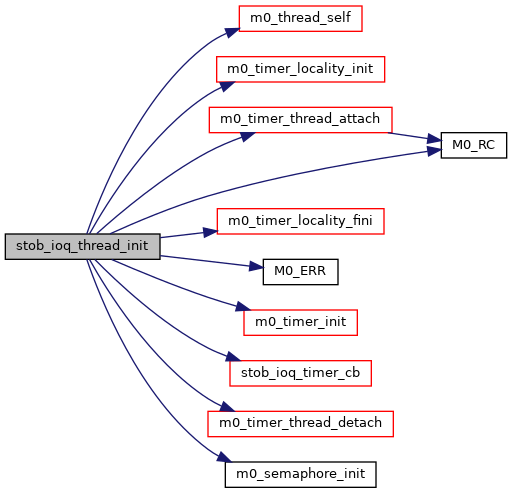 m0_thread_self
m0_timer_locality_init
m0_timer_thread_attach
M0_RC
m0_timer_locality_fini
stob_ioq_thread_init
M0_ERR
m0_timer_init
stob_ioq_timer_cb
m0_timer_thread_detach
m0_semaphore_init